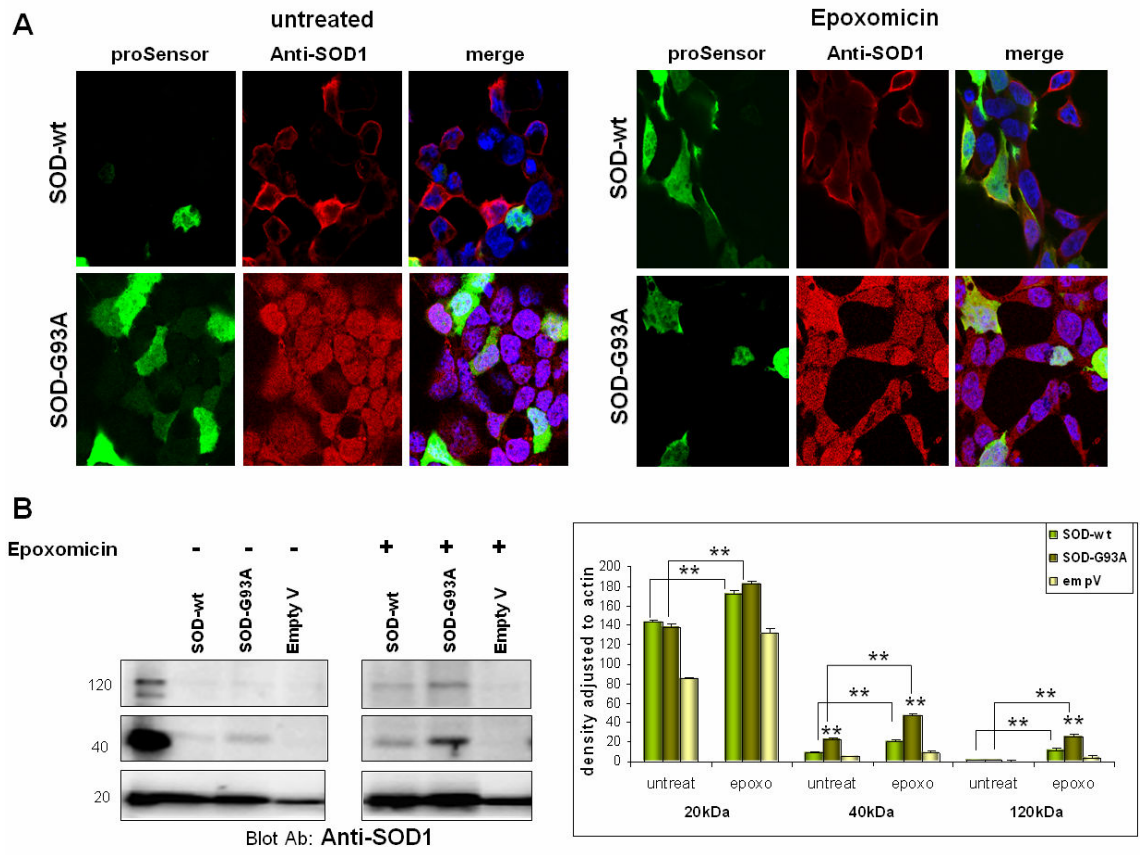 A
untreated
Epoxomicin
proSensor Anti-SOD1 merge
proSensor Anti-SOD1 merge
SOD-wt
SOD-wt
SOD-G93A
SOD-G93A
B
Epoxomicin - - - + + +
SOD-wt SOD-G93A Empty V SOD-wt SOD-G93A Empty V
120
40
20
Blot Ab: Anti-SOD1
SOD-wt
SOD-G93A
empV
density adjusted to actin
200
180
160
140
120
100
80
60
40
20
0
** **
** ** ** **
** ** **
untreat epoxo untreat epoxo untreat epoxo
20kDa 40kDa 120kDa